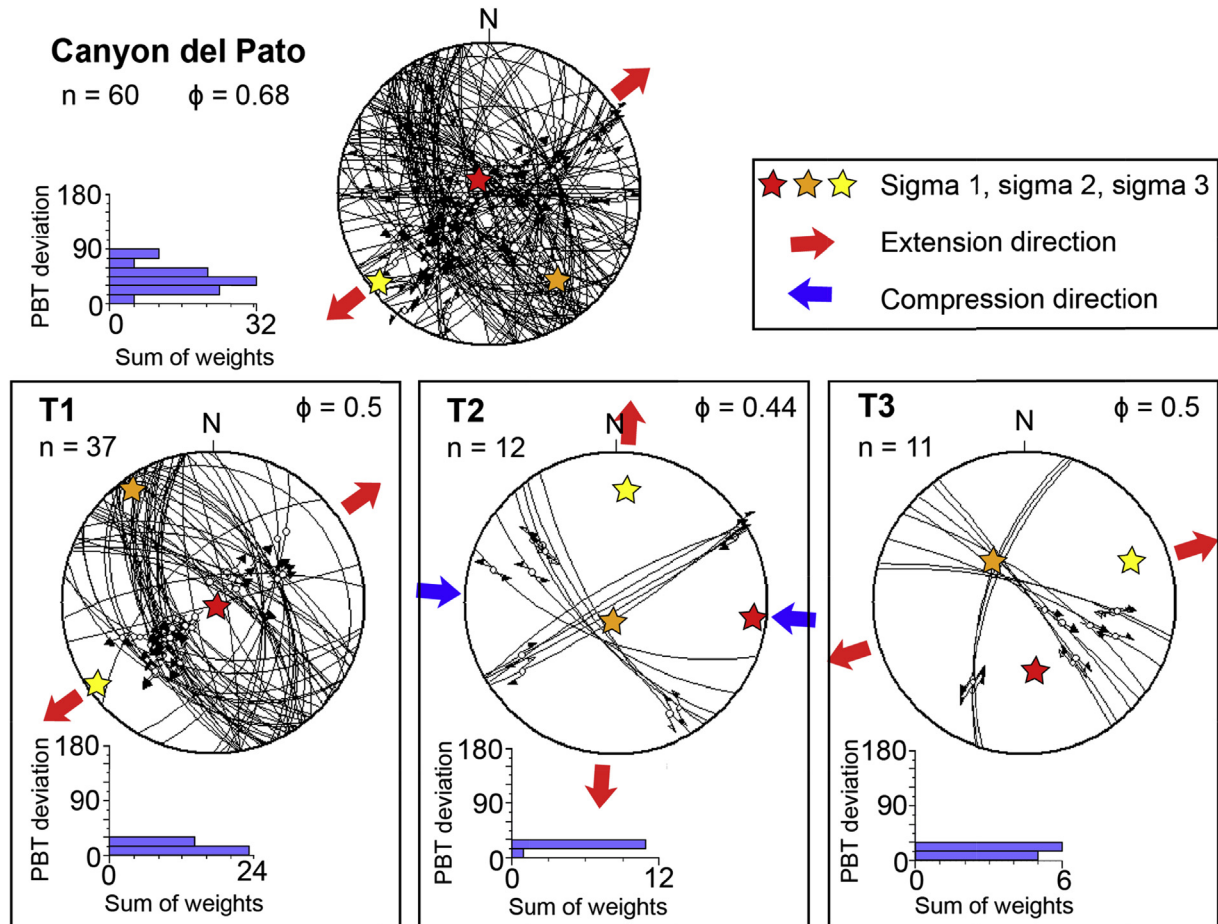 N
Canyon del Pato
n = 60 ϕ = 0.68
180
90
0
PBT deviation
0 32
Sum of weights
Sigma 1, sigma 2, sigma 3
Extension direction
Compression direction
T1 ϕ = 0.5
n = 37
N
180
90
0
PBT deviation
0 24
Sum of weights
T2 ϕ = 0.44
n = 12
N
180
90
0
PBT deviation
0 12
Sum of weights
T3 ϕ = 0.5
n = 11
N
180
90
0
PBT deviation
0 6
Sum of weights